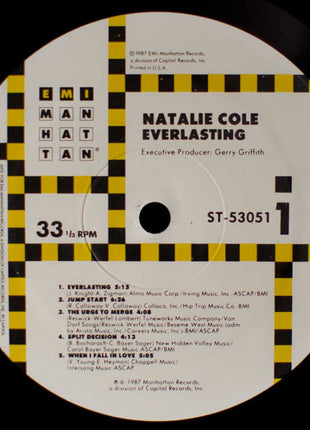 ℗ 1987 EMI Manhattan Records,
a division of Capitol Records, Inc.
Printed in U.S.A.
EMI
MAN
HAT
TAN®
NATALIE COLE
EVERLASTING
Executive Producer: Gerry Griffith
33 1/3 RPM
ST-53051 1
1. EVERLASTING 5:15
(J. Knight-A. Zigman) Almo Music Corp./Irving Music, Inc./ASCAP/BMI
2. JUMP START 4:26
(R. Calloway-V. Calloway) Calloco, Inc./Hip Trip Music Co./BMI
3. THE URGE TO MERGE 4:08
(Reswick-Werfel-Lambert) Tuneworks Music Company/Van
Dorf Songs/Reswick-Werfel Music/Beseme West Music (adm.
by Arista Music Inc.)/Careers Music Inc./ASCAP/BMI
4. SPLIT DECISION 4:13
(B. Bacharach-C. Bayer Sager) New Hidden Valley Music/
Carol Bayer Sager Music/ASCAP/BMI
5. WHEN I FALL IN LOVE 5:05
(V. Young-E. Heyman) Chappell Music/
Intersong Music/ASCAP
℗ © 1987 Manhattan Records,
a division of Capitol Records, Inc.